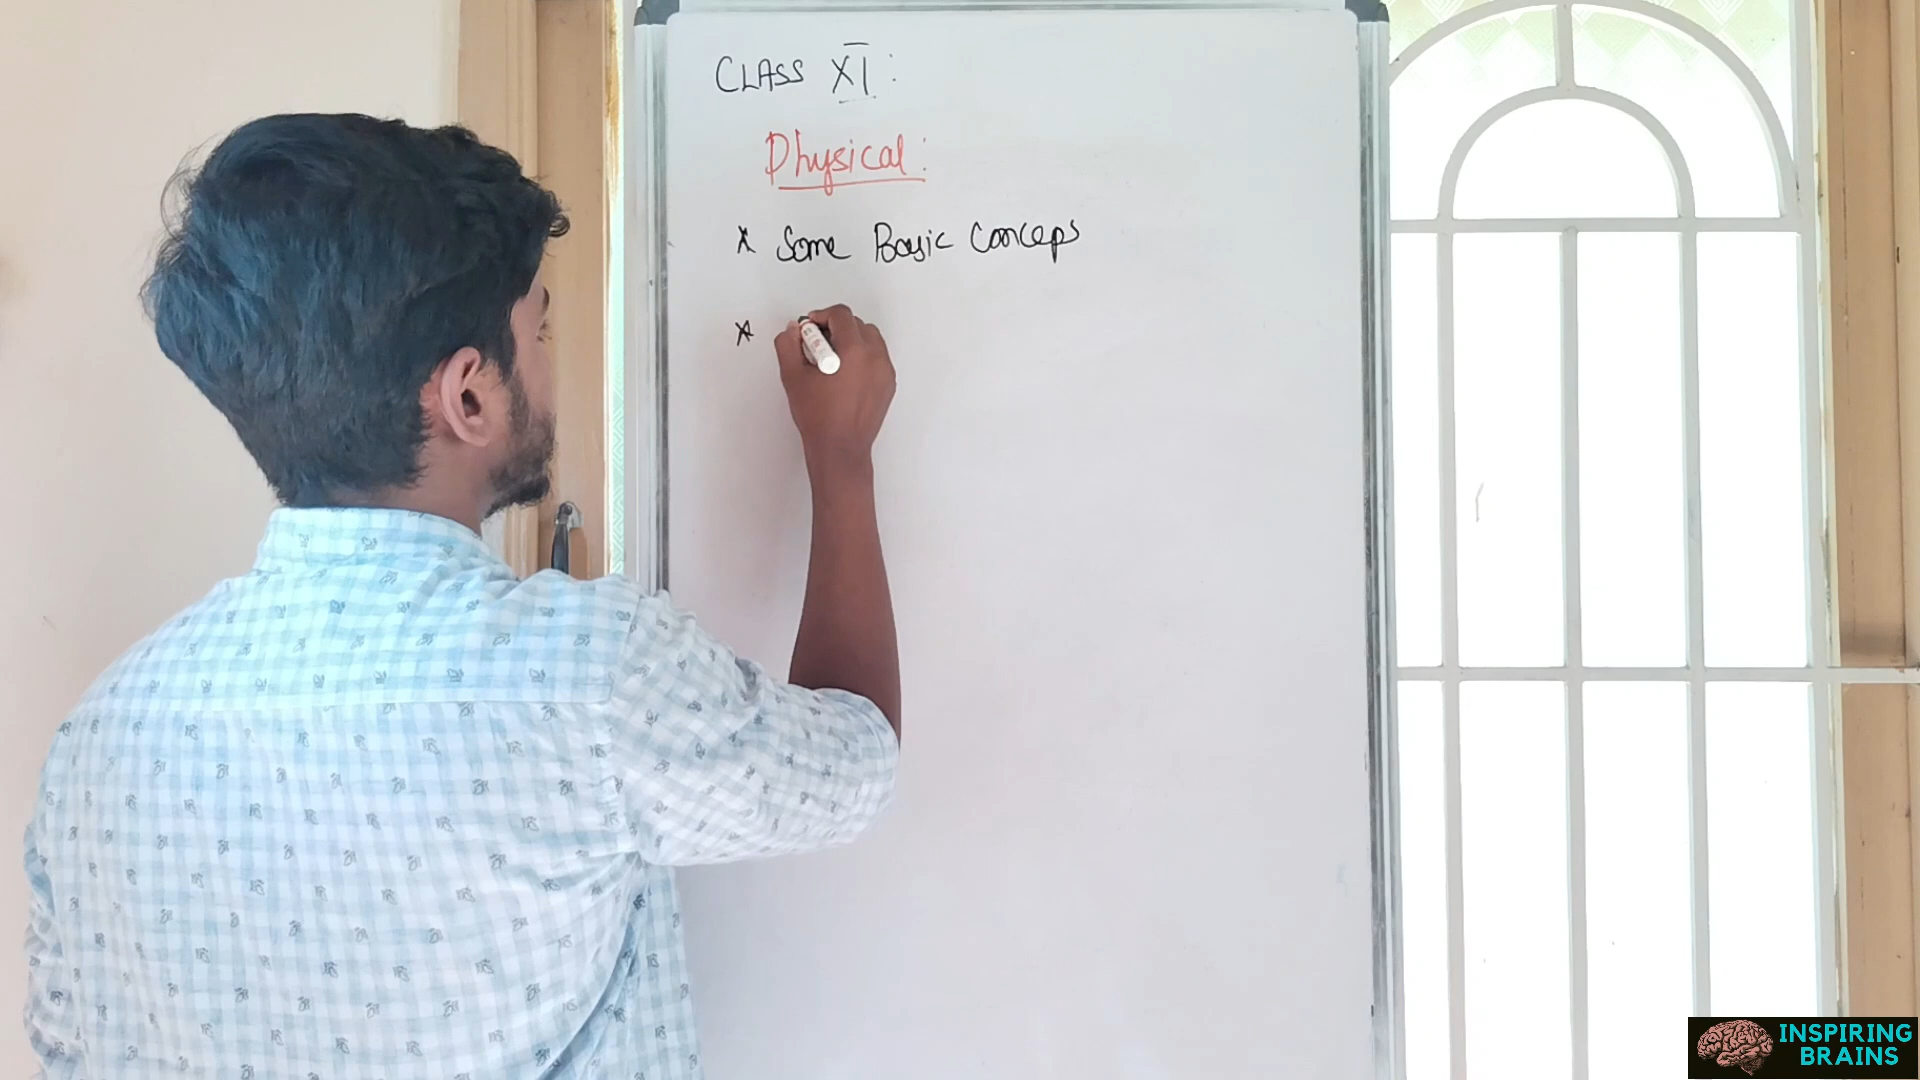 CLASS XI:
Physical:
* Some Basic Conceps
*
INSPIRING
BRAINS